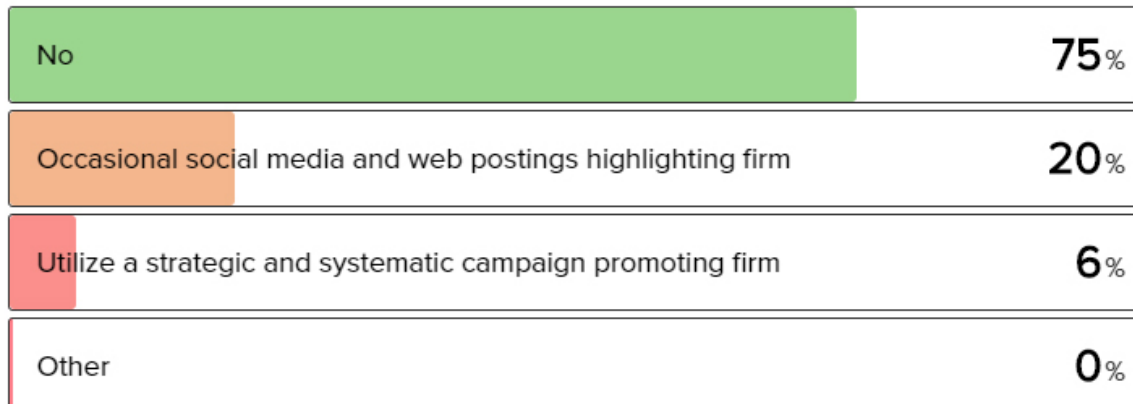 No 75%
Occasional social media and web postings highlighting firm 20%
Utilize a strategic and systematic campaign promoting firm 6%
Other 0%